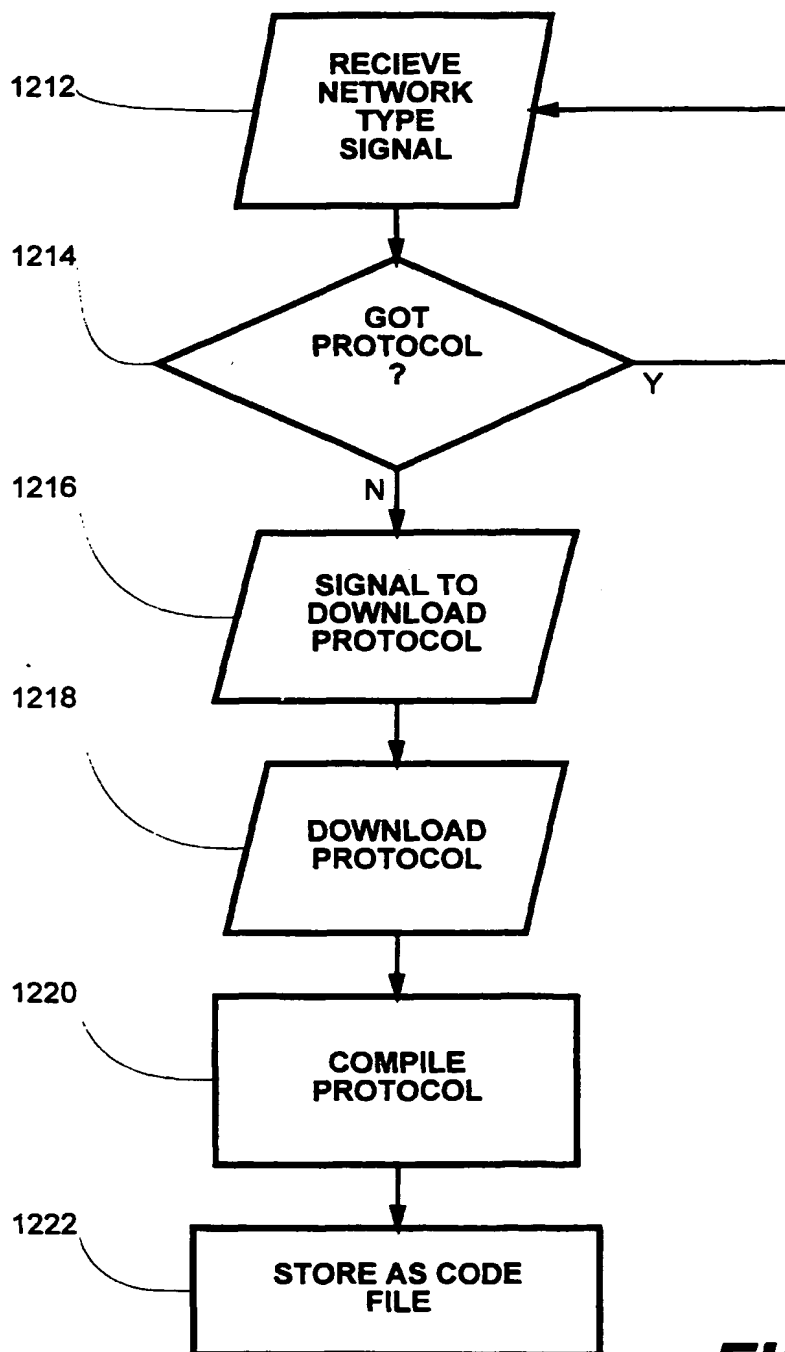 1212
RECIEVE
NETWORK
TYPE
SIGNAL
1214
GOT
PROTOCOL
?
Y
N
1216
SIGNAL TO
DOWNLOAD
PROTOCOL
1218
DOWNLOAD
PROTOCOL
1220
COMPILE
PROTOCOL
1222
STORE AS CODE
FILE